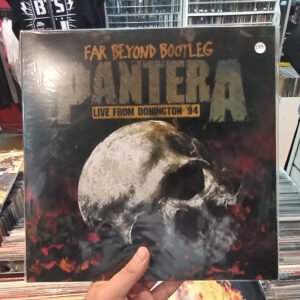 FAR BEYOND BOOTLEG
PANTERA
LIVE FROM DONINGTON '94